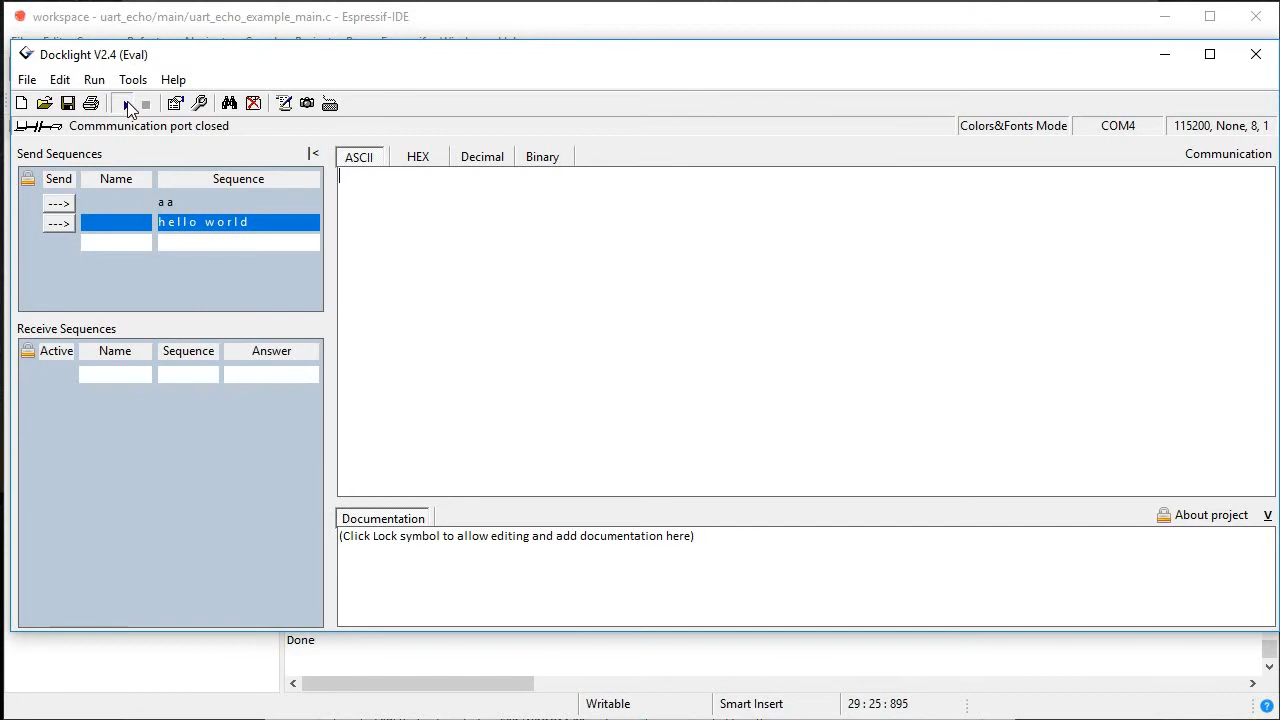 workspace - uart_echo/main/uart_echo_example_main.c - Espressif-IDE
Docklight V2.4 (Eval)
File Edit Run Tools Help
Commmunication port closed
Colors&Fonts Mode COM4 115200, None, 8, 1
Send Sequences |<
ASCII HEX Decimal Binary Communication
Send Name Sequence
---> a a
---> hello world
Receive Sequences
Active Name Sequence Answer
Documentation About project V
(Click Lock symbol to allow editing and add documentation here)
Done
Writable Smart Insert 29 : 25 : 895